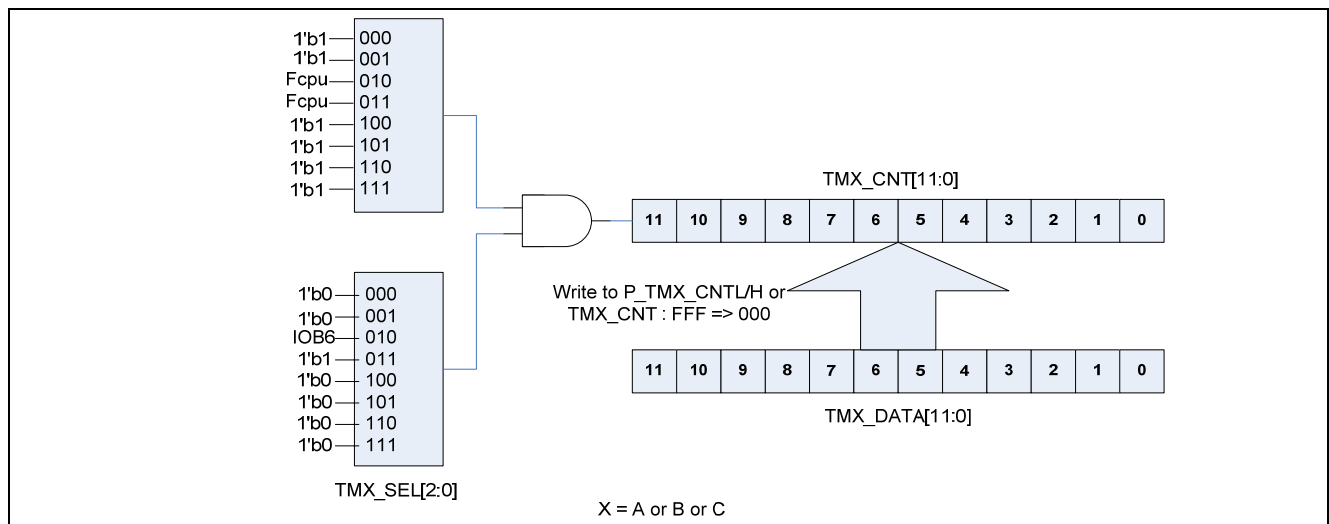 1'b1 000
1'b1 001
Fcpu 010
Fcpu 011
1'b1 100
1'b1 101
1'b1 110
1'b1 111
TMX_CNT[11:0]
11 10 9 8 7 6 5 4 3 2 1 0
Write to P_TMX_CNTL/H or
TMX_CNT : FFF => 000
1'b0 000
1'b0 001
IOB6 010
1'b1 011
1'b0 100
1'b0 101
1'b0 110
1'b0 111
11 10 9 8 7 6 5 4 3 2 1 0
TMX_DATA[11:0]
TMX_SEL[2:0]
X = A or B or C